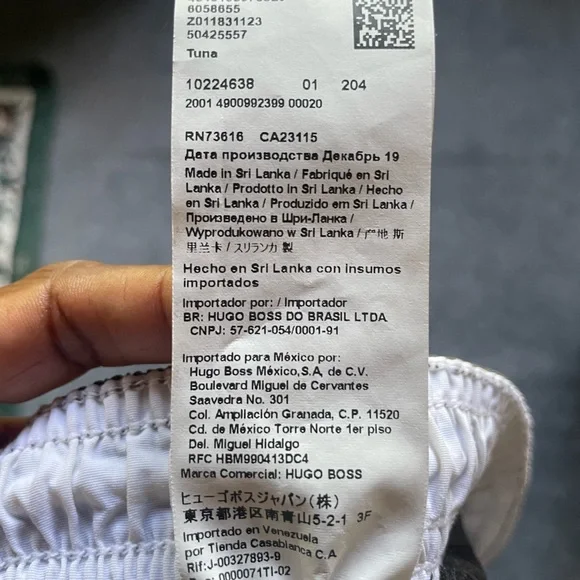 6058655
Z011831123
50425557
Tuna
10224638 01 204
2001 4900992399 00020
RN73616 CA23115
Дата производства Декабрь 19
Made in Sri Lanka / Fabriqué en Sri
Lanka / Prodotto in Sri Lanka / Hecho
en Sri Lanka / Produzido em Sri Lanka /
Произведено в Шри-Ланка /
Wyprodukowano w Sri Lanka / 产地 斯
里兰卡 / スリランカ 製
Hecho en Sri Lanka con insumos
importados
Importador por: / Importador
BR: HUGO BOSS DO BRASIL LTDA
CNPJ: 57-621-054/0001-91
Importado para México por:
Hugo Boss México,S.A, de C.V.
Boulevard Miguel de Cervantes
Saavedra No. 301
Col. Ampliación Granada, C.P. 11520
Cd. de México Torre Norte 1er piso
Del. Miguel Hidalgo
RFC HBM990413DC4
Marca Comercial: HUGO BOSS
ヒューゴボスジャパン(株)
東京都港区南青山5-2-1 3F
Importado en Venezuela
por Tienda Casablanca C.A
Rif:J-00327893-9
0000071TI-02